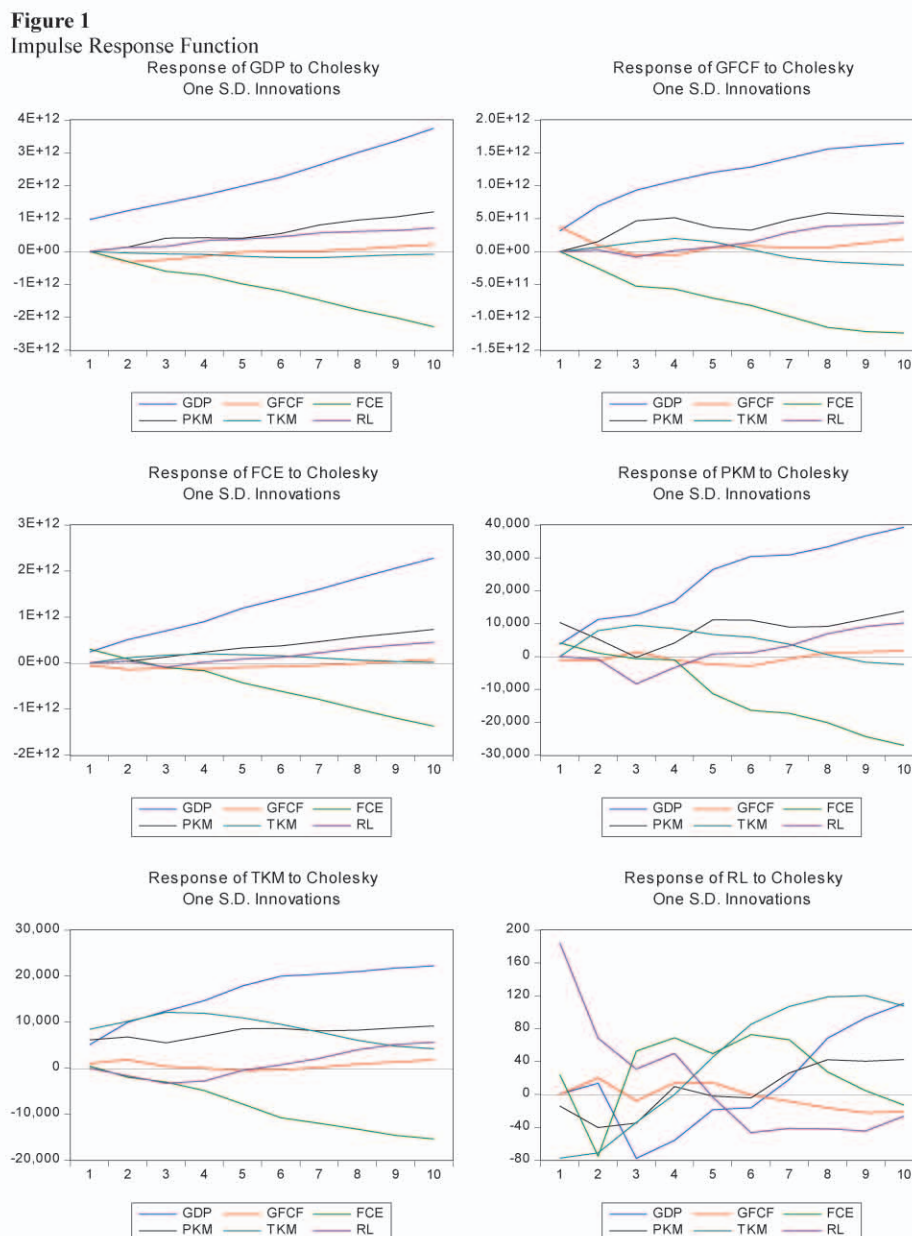 Figure 1
Impulse Response Function
Response of GDP to Cholesky
One S.D. Innovations
4E+12
3E+12
2E+12
1E+12
0E+00
-1E+12
-2E+12
-3E+12
1 2 3 4 5 6 7 8 9 10
GDP GFCF FCE
PKM TKM RL
Response of GFCF to Cholesky
One S.D. Innovations
2.0E+12
1.5E+12
1.0E+12
5.0E+11
0.0E+00
-5.0E+11
-1.0E+12
-1.5E+12
1 2 3 4 5 6 7 8 9 10
GDP GFCF FCE
PKM TKM RL
Response of FCE to Cholesky
One S.D. Innovations
3E+12
2E+12
1E+12
0E+00
-1E+12
-2E+12
1 2 3 4 5 6 7 8 9 10
GDP GFCF FCE
PKM TKM RL
Response of PKM to Cholesky
One S.D. Innovations
40,000
30,000
20,000
10,000
0
-10,000
-20,000
-30,000
1 2 3 4 5 6 7 8 9 10
GDP GFCF FCE
PKM TKM RL
Response of TKM to Cholesky
One S.D. Innovations
30,000
20,000
10,000
0
-10,000
-20,000
1 2 3 4 5 6 7 8 9 10
GDP GFCF FCE
PKM TKM RL
Response of RL to Cholesky
One S.D. Innovations
200
160
120
80
40
0
-40
-80
1 2 3 4 5 6 7 8 9 10
GDP GFCF FCE
PKM TKM RL